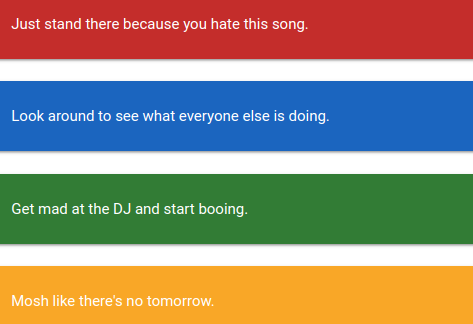 Just stand there because you hate this song.
Look around to see what everyone else is doing.
Get mad at the DJ and start booing.
Mosh like there's no tomorrow.